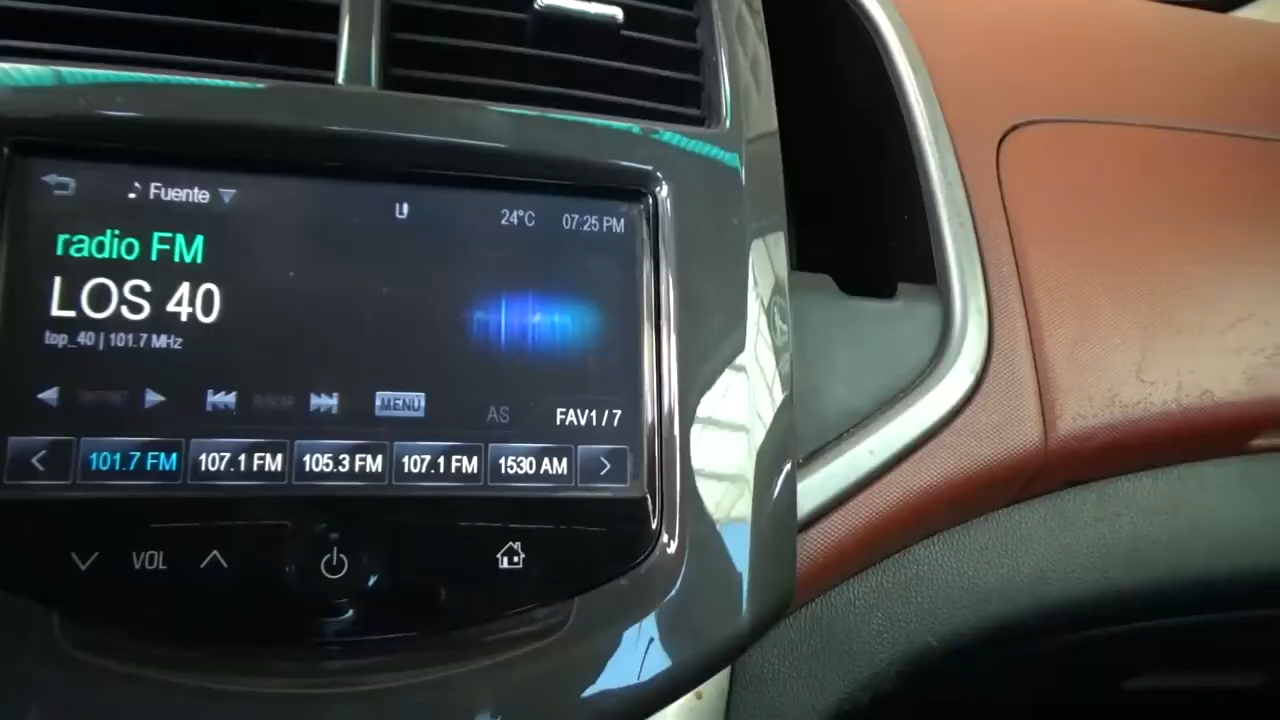 Fuente
24°C 07:25 PM
radio FM
LOS 40
top_40 | 101.7 MHz
MENÚ AS FAV1 / 7
101.7 FM 107.1 FM 105.3 FM 107.1 FM 1530 AM
VOL